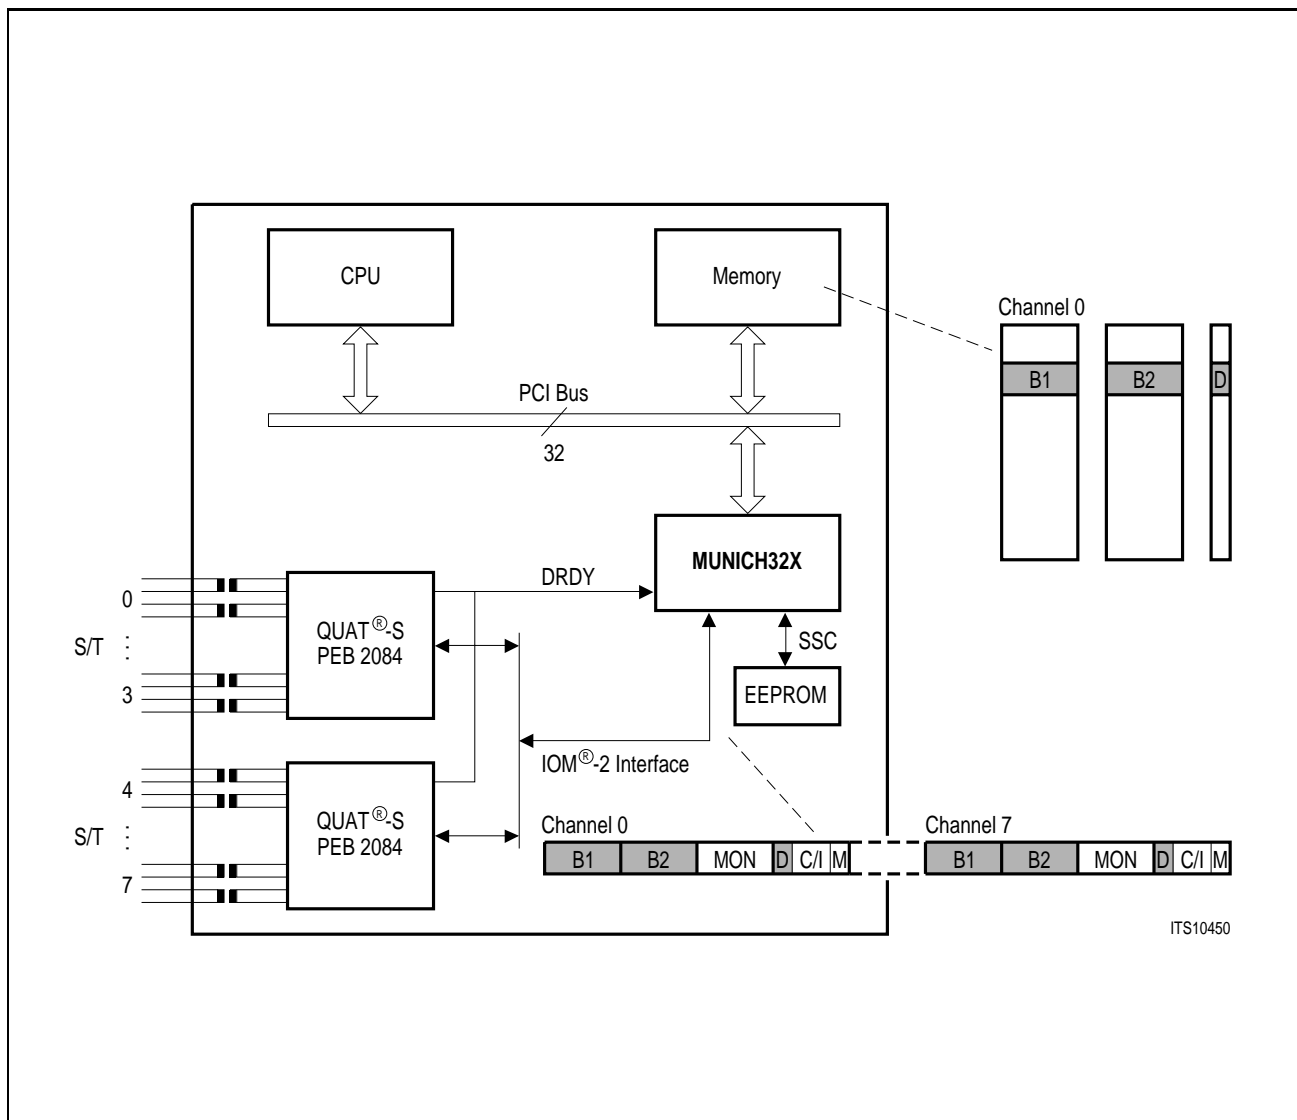 CPU
Memory
Channel 0
B1 B2 D
PCI Bus
32
MUNICH32X
DRDY
0
S/T
3
QUAT®-S
PEB 2084
SSC
EEPROM
IOM®-2 Interface
4
S/T
7
QUAT®-S
PEB 2084
Channel 0
B1 B2 MON D C/I M
Channel 7
B1 B2 MON D C/I M
ITS10450